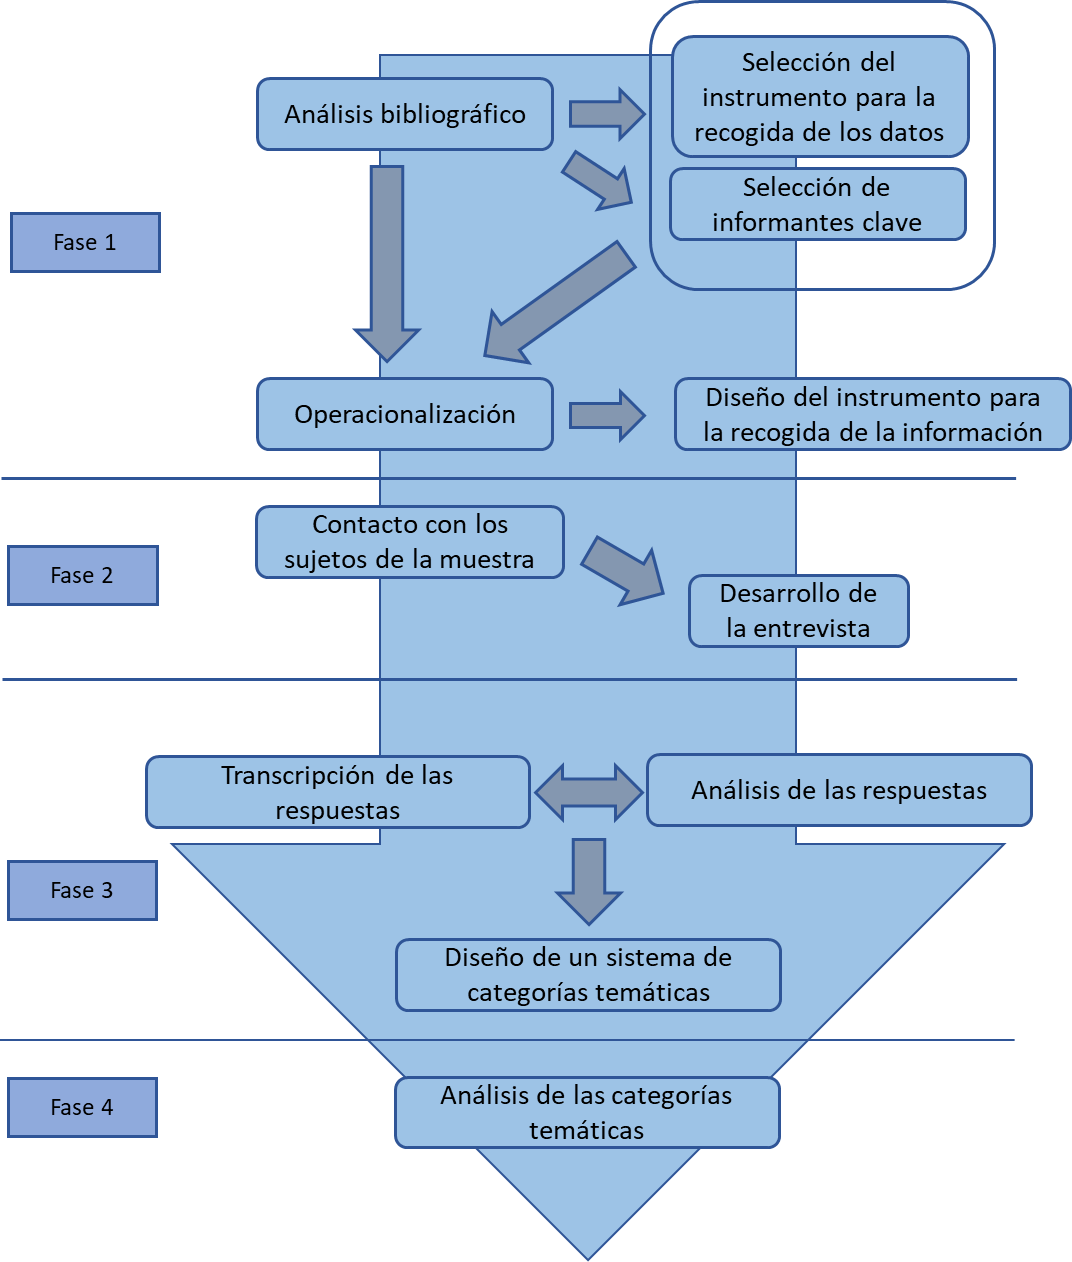 Selección del
instrumento para la
recogida de los datos
Análisis bibliográfico
Selección de
informantes clave
Fase 1
Operacionalización
Diseño del instrumento para
la recogida de la información
Contacto con los
sujetos de la muestra
Fase 2
Desarrollo de
la entrevista
Transcripción de las
respuestas
Análisis de las respuestas
Fase 3
Diseño de un sistema de
categorías temáticas
Fase 4
Análisis de las categorías
temáticas